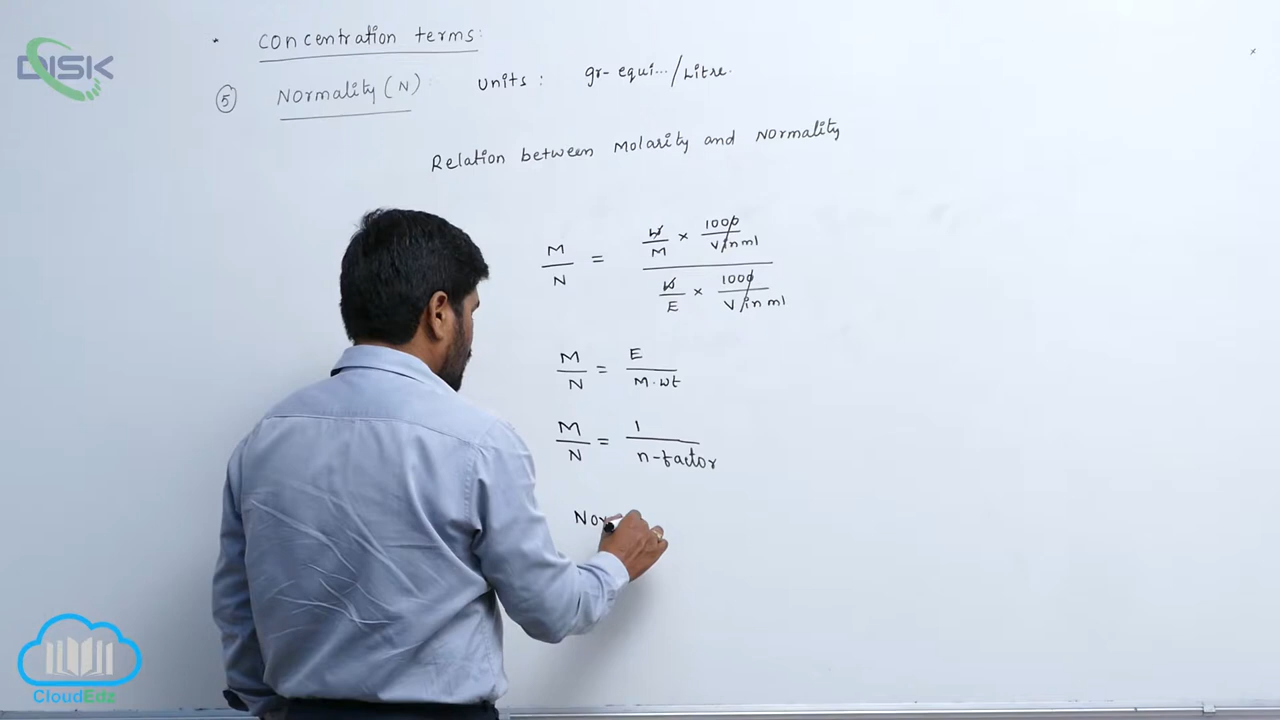 DISK
* Concentration terms:
⑤ Normality (N) : Units : gr-equi.../Litre.
Relation between Molarity and Normality
M/N = (w/M × 1000/V in ml) / (w/E × 1000/V in ml)
M/N = E/M.wt
M/N = 1/n-factor
Nor
CloudEdz